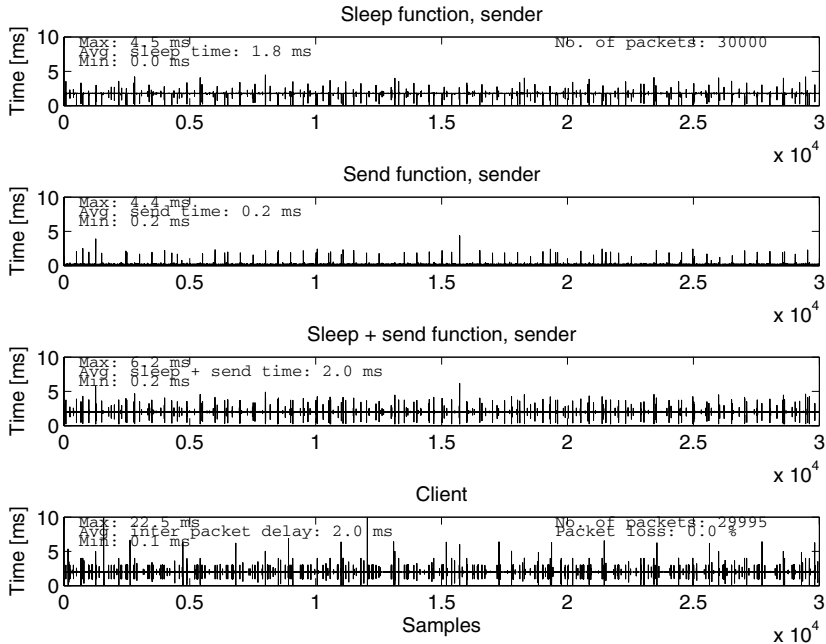 Sleep function, sender
Max: 4.5 ms
Avg. sleep time: 1.8 ms
Min: 0.0 ms
No. of packets: 30000
Time [ms]
10
5
0
0 0.5 1 1.5 2 2.5 3
x 10^4
Send function, sender
Max: 4.4 ms
Avg. send time: 0.2 ms
Min: 0.2 ms
Time [ms]
10
5
0
0 0.5 1 1.5 2 2.5 3
x 10^4
Sleep + send function, sender
Max: 6.2 ms
Avg. sleep + send time: 2.0 ms
Min: 0.2 ms
Time [ms]
10
5
0
0 0.5 1 1.5 2 2.5 3
x 10^4
Client
Max: 22.5 ms
Avg. inter packet delay: 2.0 ms
Min: 0.1 ms
No. of packets: 29995
Packet loss: 0.0 %
Time [ms]
10
5
0
0 0.5 1 1.5 2 2.5 3
x 10^4
Samples